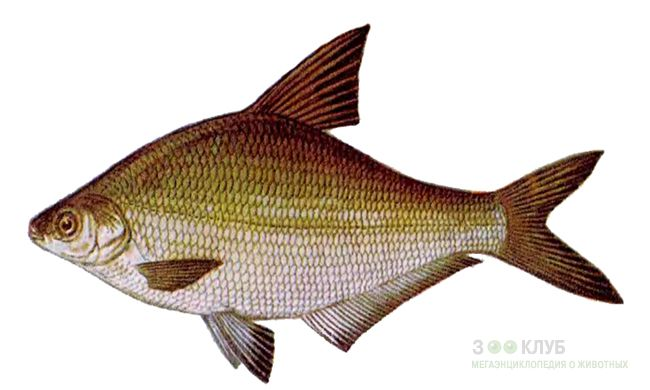 ЗООКЛУБ
МЕГАЭНЦИКЛОПЕДИЯ О ЖИВОТНЫХ